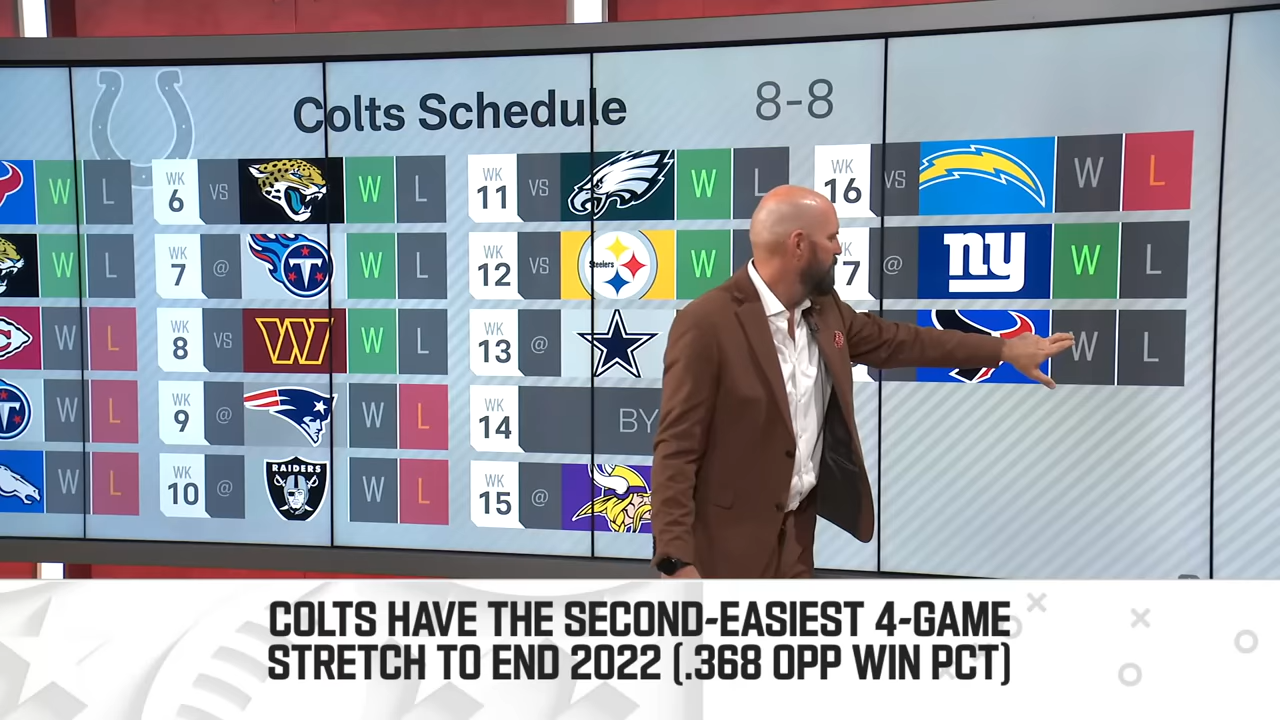 Colts Schedule 8-8
W L
WK 6 VS W L
WK 11 VS W L
WK 16 VS W L
W L
WK 7 @ W L
WK 12 VS Steelers W
7 @ ny W L
W L
WK 8 VS W L
WK 13 @
W L
W L
WK 9 @ W L
WK 14 BY
W L
WK 10 @ RAIDERS W L
WK 15 @
COLTS HAVE THE SECOND-EASIEST 4-GAME
STRETCH TO END 2022 (.368 OPP WIN PCT)